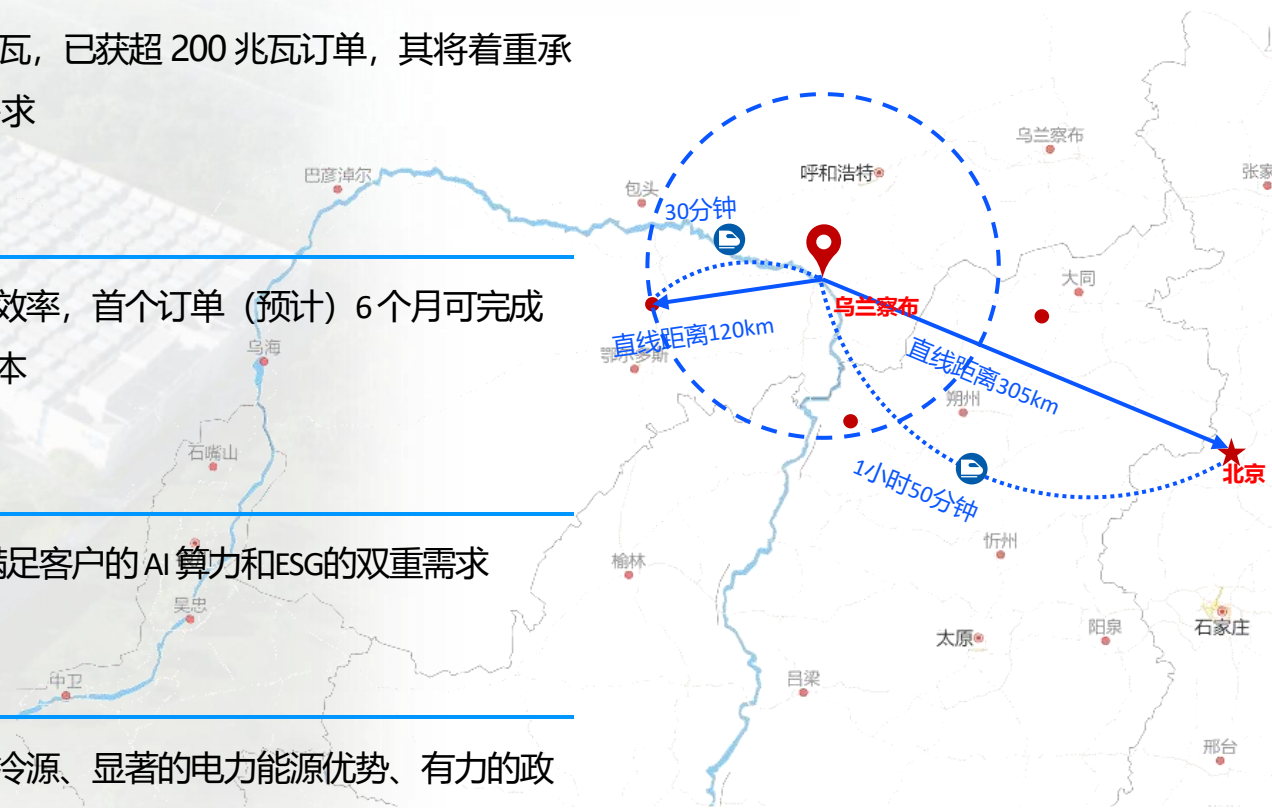 瓦，已获超 200 兆瓦订单，其将着重承
求
效率，首个订单（预计）6个月可完成
本
满足客户的 AI 算力和ESG的双重需求
冷源、显著的电力能源优势、有力的政
乌兰察布
呼和浩特
张家
巴彦淖尔
包头
30分钟
大同
乌兰察布
直线距离120km
鄂尔多斯
乌海
直线距离305km
朔州
石嘴山
北京
1小时50分钟
忻州
榆林
吴忠
石家庄
阳泉
太原
吕梁
中卫
邢台